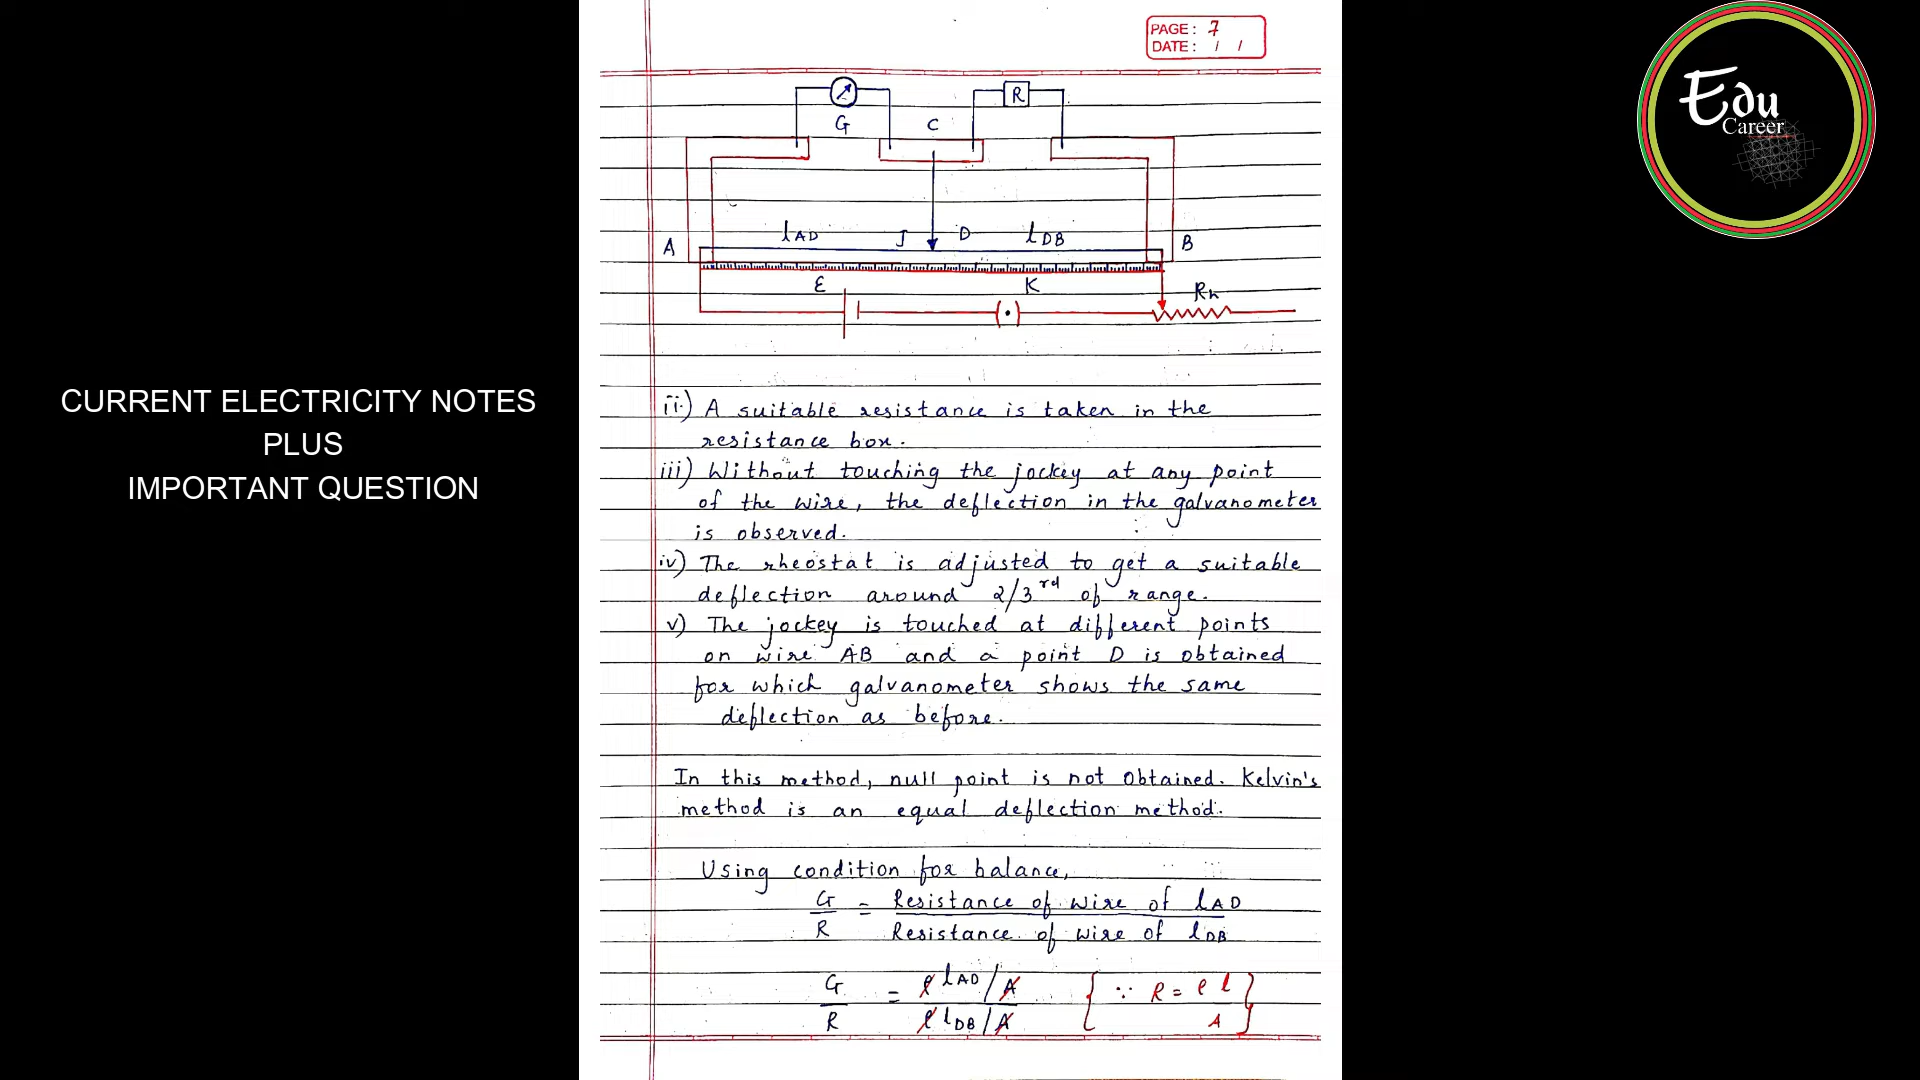 CURRENT ELECTRICITY NOTES
PLUS
IMPORTANT QUESTION
Edu
Career
PAGE: 7
DATE: / /
G
R
C
A
lAD
J
D
lDB
B
E
K
Rh
ii.) A suitable resistance is taken in the
resistance box.
iii) Without touching the jockey at any point
of the wire, the deflection in the galvanometer
is observed.
iv) The rheostat is adjusted to get a suitable
deflection around 2/3rd of range.
v) The jockey is touched at different points
on wire AB and a point D is obtained
for which galvanometer shows the same
deflection as before.
In this method, null point is not obtained. Kelvin's
method is an equal deflection method.
Using condition for balance,
G/R = Resistance of wire of lAD / Resistance of wire of lDB
G/R = ρ lAD/A / ρ lDB/A { ∵ R = ρ l/A }